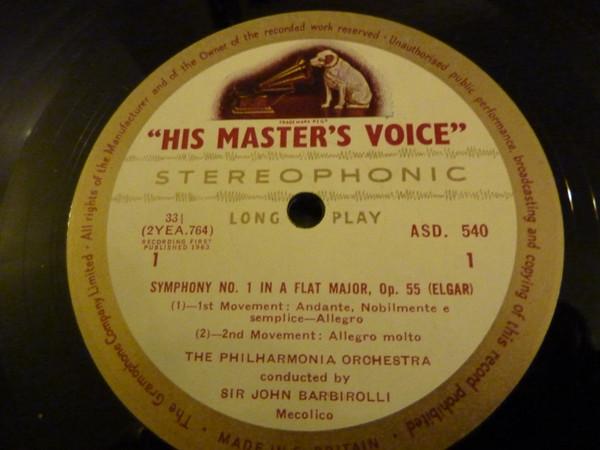 The Gramophone Company Limited · All rights of the Manufacturer and of the Owner of the recorded work reserved · Unauthorised public performance, broadcasting and copying of this record prohibited
TRADEMARK REGD
"HIS MASTER'S VOICE"
STEREOPHONIC
LONG PLAY
33⅓
(2YEA.764)
RECORDING FIRST
PUBLISHED 1963
1
ASD. 540
1
SYMPHONY NO. 1 IN A FLAT MAJOR, Op. 55 (ELGAR)
(1)—1st Movement: Andante, Nobilmente e
semplice—Allegro
(2)—2nd Movement: Allegro molto
THE PHILHARMONIA ORCHESTRA
conducted by
SIR JOHN BARBIROLLI
Mecolico
MADE IN BRITAIN